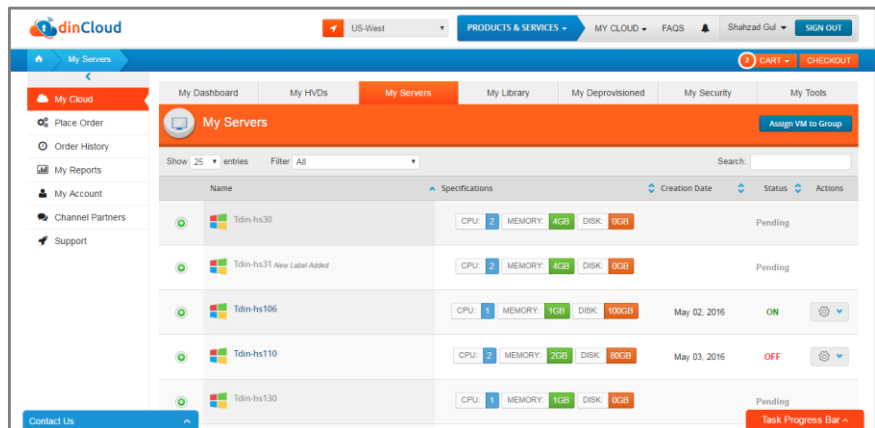 dinCloud US-West PRODUCTS & SERVICES MY CLOUD FAQS Shahzad Gul SIGN OUT
My Servers 2 CART CHECKOUT
My Cloud
Place Order
Order History
My Reports
My Account
Channel Partners
Support
My Dashboard My HVDs My Servers My Library My Deprovisioned My Security My Tools
My Servers Assign VM to Group
Show 25 entries Filter All Search:
Name Specifications Creation Date Status Actions
Tdin-hs30 CPU: 2 MEMORY: 4GB DISK: 0GB Pending
Tdin-hs31 New Label Added CPU: 2 MEMORY: 4GB DISK: 0GB Pending
Tdin-hs106 CPU: 1 MEMORY: 1GB DISK: 100GB May 02, 2016 ON
Tdin-hs110 CPU: 2 MEMORY: 2GB DISK: 80GB May 03, 2016 OFF
Tdin-hs130 CPU: 1 MEMORY: 1GB DISK: 0GB Pending
Contact Us Task Progress Bar